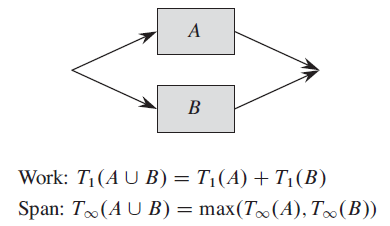 A
B
Work: T₁(A ∪ B) = T₁(A) + T₁(B)
Span: T∞(A ∪ B) = max(T∞(A), T∞(B))